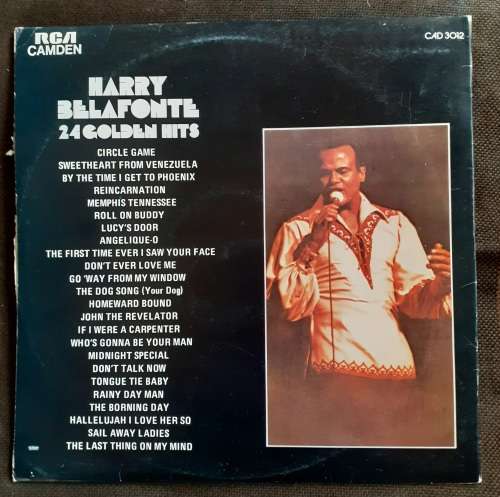 RCA
CAMDEN
CAD 3012
HARRY
BELAFONTE
24 GOLDEN HITS
CIRCLE GAME
SWEETHEART FROM VENEZUELA
BY THE TIME I GET TO PHOENIX
REINCARNATION
MEMPHIS TENNESSEE
ROLL ON BUDDY
LUCY'S DOOR
ANGELIQUE-O
THE FIRST TIME EVER I SAW YOUR FACE
DON'T EVER LOVE ME
GO 'WAY FROM MY WINDOW
THE DOG SONG (Your Dog)
HOMEWARD BOUND
JOHN THE REVELATOR
IF I WERE A CARPENTER
WHO'S GONNA BE YOUR MAN
MIDNIGHT SPECIAL
DON'T TALK NOW
TONGUE TIE BABY
RAINY DAY MAN
THE BORNING DAY
HALLELUJAH I LOVE HER SO
SAIL AWAY LADIES
THE LAST THING ON MY MIND